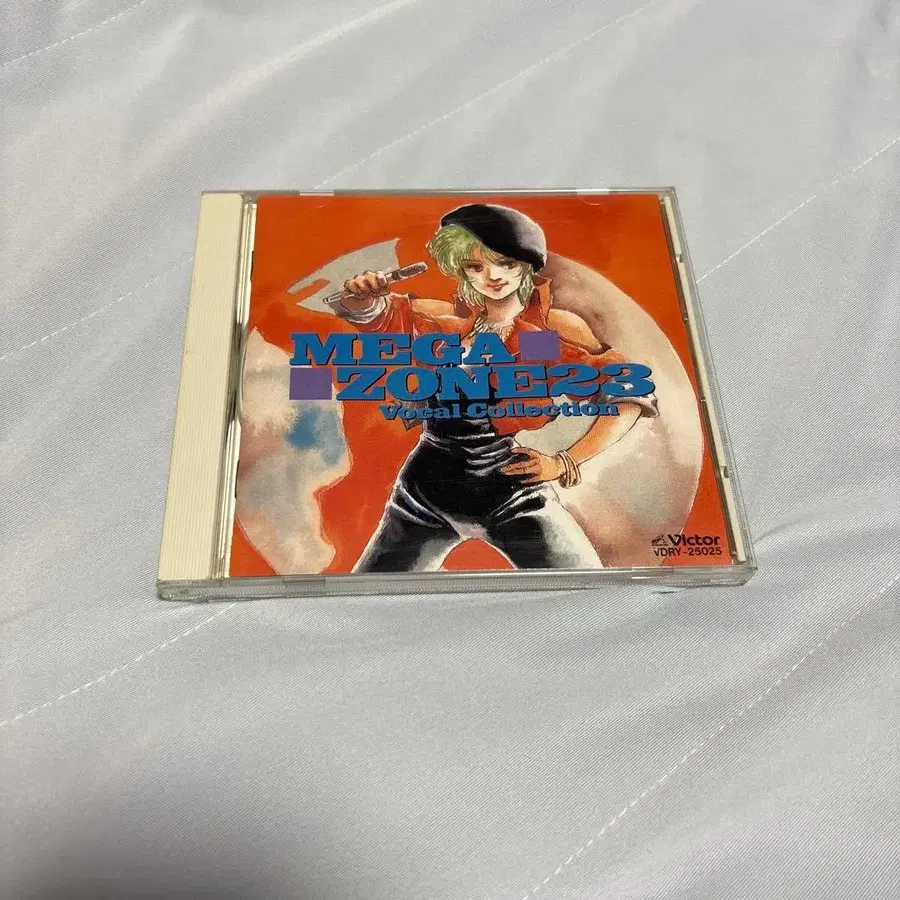 MEGA
ZONE23
Vocal Collection
Victor
VDRY-25025